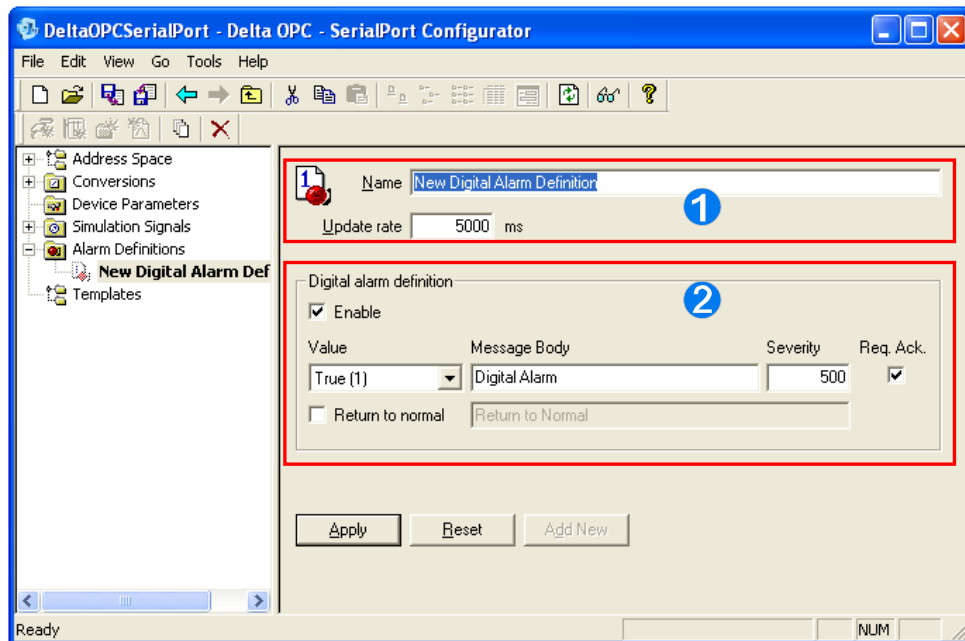 DeltaOPCSerialPort - Delta OPC - SerialPort Configurator
File Edit View Go Tools Help
Address Space
Conversions
Device Parameters
Simulation Signals
Alarm Definitions
New Digital Alarm Def
Templates
Name New Digital Alarm Definition
1
Update rate 5000 ms
Digital alarm definition
2
Enable
Value Message Body Severity Req. Ack.
True (1) Digital Alarm 500
Return to normal Return to Normal
Apply Reset Add New
Ready NUM